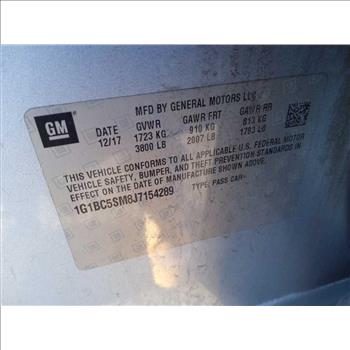 GM
MFD BY GENERAL MOTORS LLC
DATE GVWR GAWR FRT GAWR RR
12/17 1723 KG 910 KG 813 KG
3800 LB 2007 LB 1793 LB
THIS VEHICLE CONFORMS TO ALL APPLICABLE U.S. FEDERAL MOTOR
VEHICLE SAFETY, BUMPER, AND THEFT PREVENTION STANDARDS IN
EFFECT ON THE DATE OF MANUFACTURE SHOWN ABOVE.
1G1BC5SM8J7154289 TYPE: PASS CAR